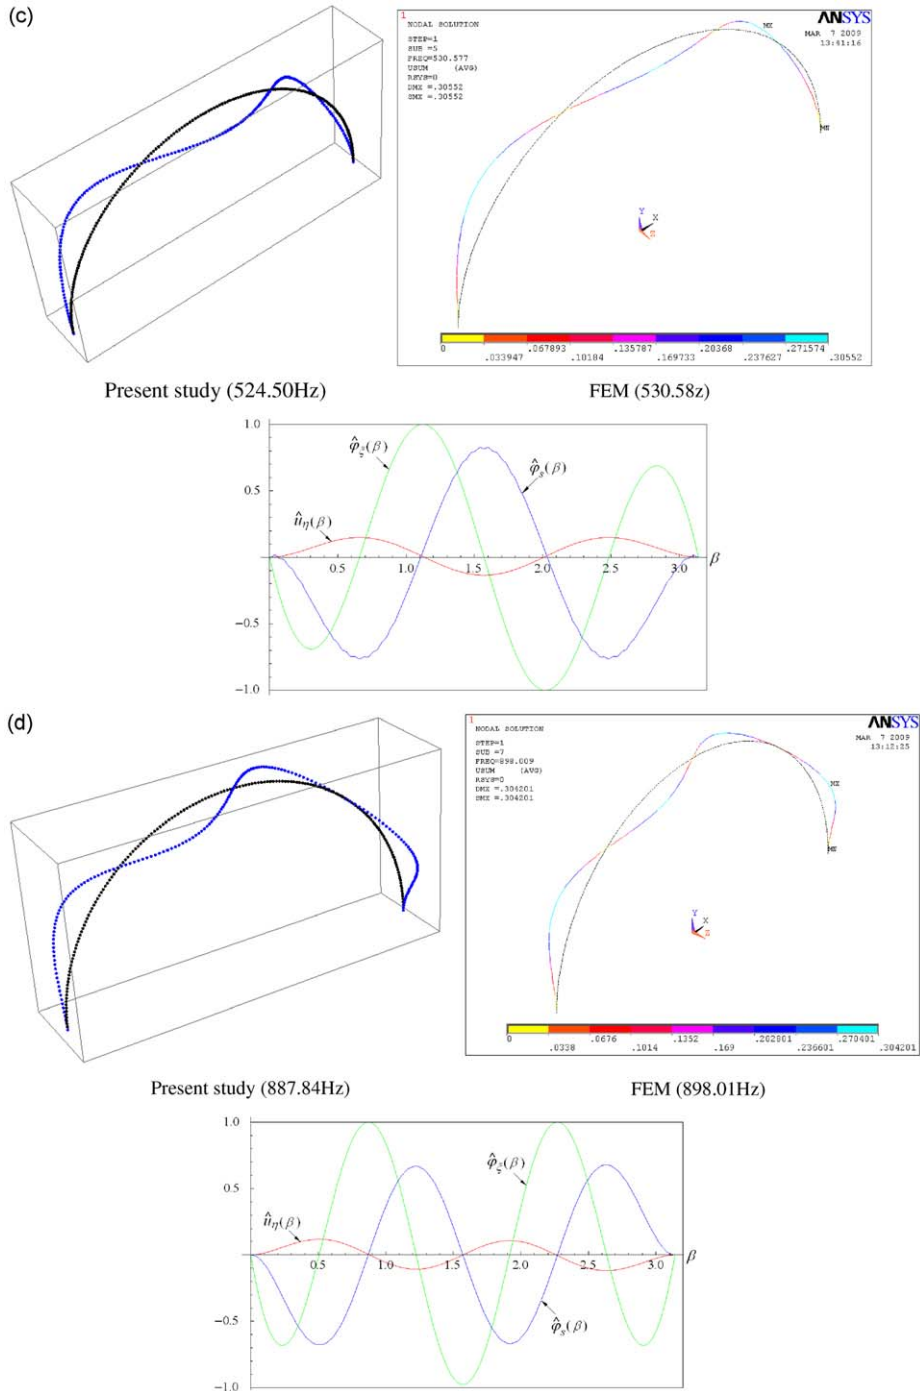 (c)
1
NODAL SOLUTION
STEP=1
SUB =5
FREQ=530.577
USUM (AVG)
RSYS=0
DMX =.30552
SMX =.30552
ANSYS
MAR 7 2009
13:41:16
MX
MN
Y
X
Z
0 .067893 .135787 .20368 .271574
.033947 .10184 .169733 .237627 .30552
Present study (524.50Hz)
FEM (530.58z)
1.0
0.5
−0.5
−1.0
φ̂ξ(β)
φ̂s(β)
ûη(β)
0.5 1.0 1.5 2.0 2.5 3.0 β
(d)
1
NODAL SOLUTION
STEP=1
SUB =7
FREQ=898.009
USUM (AVG)
RSYS=0
DMX =.304201
SMX =.304201
ANSYS
MAR 7 2009
13:12:25
MX
MN
Y
X
Z
0 .0676 .1352 .202801 .270401
.0338 .1014 .169 .236601 .304201
Present study (887.84Hz)
FEM (898.01Hz)
1.0
0.5
−0.5
−1.0
φ̂ξ(β)
ûη(β)
φ̂s(β)
0.5 1.0 1.5 2.0 2.5 3.0 β